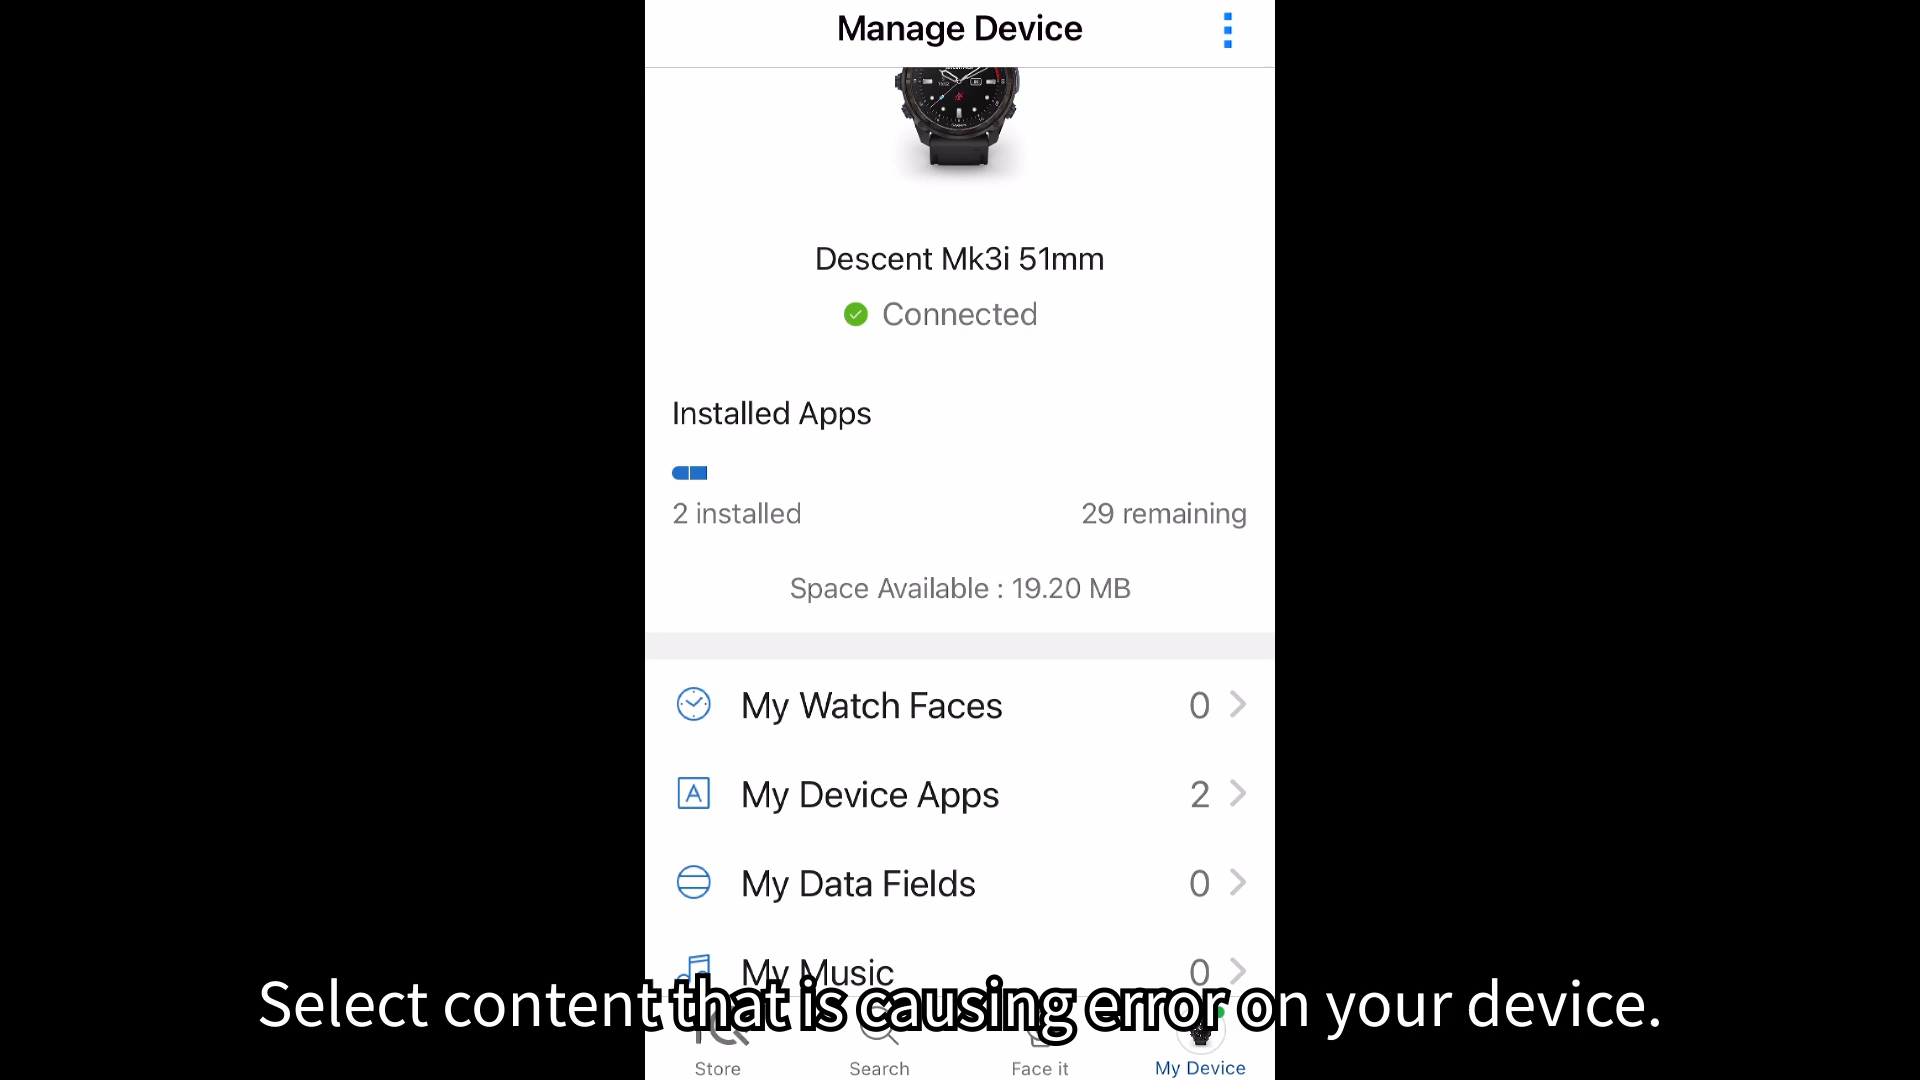 Manage Device
Descent Mk3i 51mm
Connected
Installed Apps
2 installed
29 remaining
Space Available : 19.20 MB
My Watch Faces 0
My Device Apps 2
My Data Fields 0
My Music 0
Select content that is causing error on your device.
Store
Search
Face it
My Device